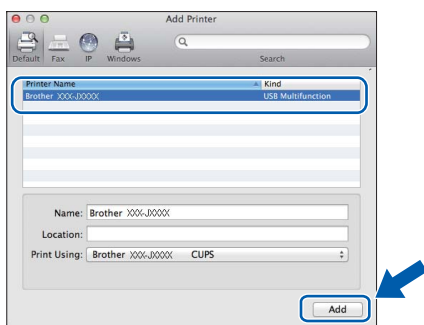 Add Printer
Default Fax IP Windows Search
Printer Name Kind
Brother XXX-JXXXX USB Multifunction
Name: Brother XXX-JXXXX
Location:
Print Using: Brother XXX-JXXXX CUPS
Add